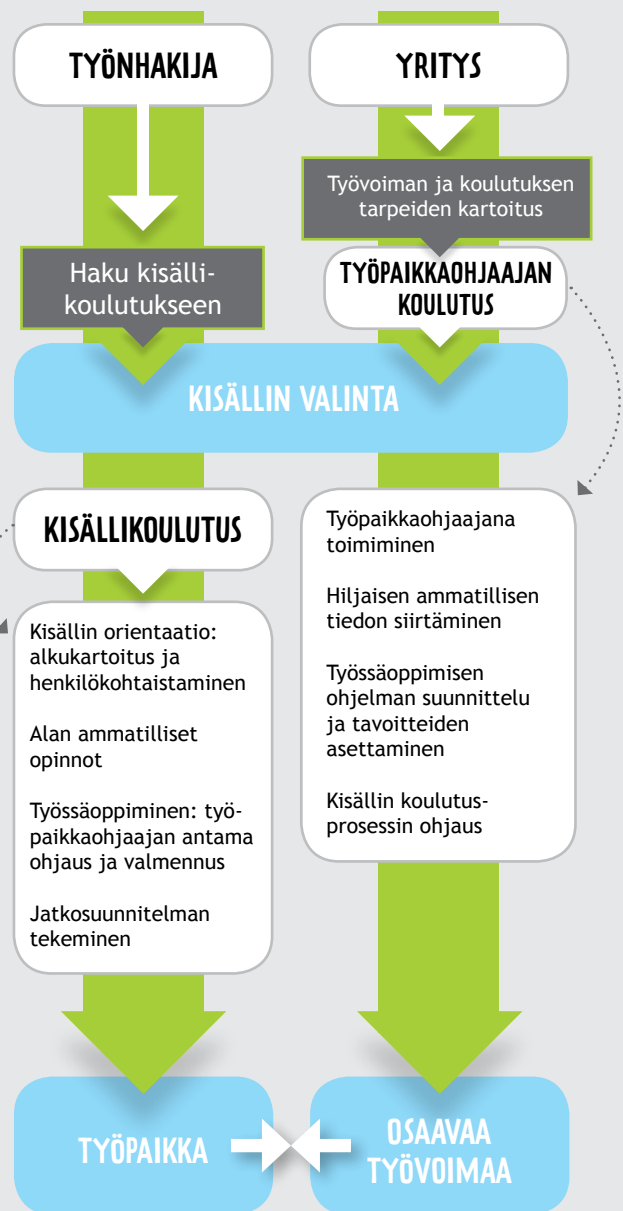 TYÖNHAKIJA
YRITYS
Työvoiman ja koulutuksen
tarpeiden kartoitus
Haku kisälli-
koulutukseen
TYÖPAIKKAOHJAAJAN
KOULUTUS
KISÄLLIN VALINTA
KISÄLLIKOULUTUS
Kisällin orientaatio:
alkukartoitus ja
henkilökohtaistaminen
Alan ammatilliset
opinnot
Työssäoppiminen: työ-
paikkaohjaajan antama
ohjaus ja valmennus
Jatkosuunnitelman
tekeminen
Työpaikkaohjaajana
toimiminen
Hiljaisen ammatillisen
tiedon siirtäminen
Työssäoppimisen
ohjelman suunnittelu
ja tavoitteiden
asettaminen
Kisällin koulutus-
prosessin ohjaus
TYÖPAIKKA
OSAAVAA
TYÖVOIMAA